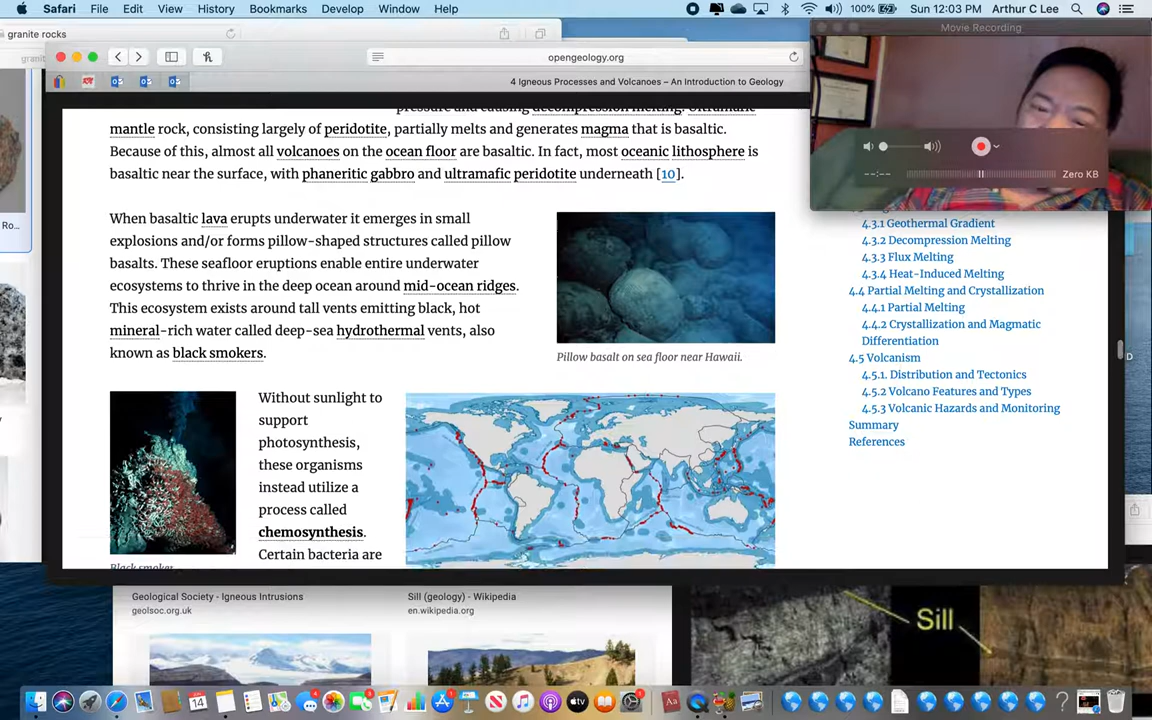 Safari File Edit View History Bookmarks Develop Window Help 100% Sun 12:03 PM Arthur C Lee
granite rocks
Movie Recording
granit
opengeology.org
4 Igneous Processes and Volcanoes – An Introduction to Geology
pressure and causing decompression melting. Ultramafic
mantle rock, consisting largely of peridotite, partially melts and generates magma that is basaltic.
Because of this, almost all volcanoes on the ocean floor are basaltic. In fact, most oceanic lithosphere is
basaltic near the surface, with phaneritic gabbro and ultramafic peridotite underneath [10].
--:-- Zero KB
Ro...
When basaltic lava erupts underwater it emerges in small
explosions and/or forms pillow-shaped structures called pillow
basalts. These seafloor eruptions enable entire underwater
ecosystems to thrive in the deep ocean around mid-ocean ridges.
This ecosystem exists around tall vents emitting black, hot
mineral-rich water called deep-sea hydrothermal vents, also
known as black smokers.
Pillow basalt on sea floor near Hawaii.
Without sunlight to
support
photosynthesis,
these organisms
instead utilize a
process called
chemosynthesis.
Certain bacteria are
Black smoker
4.3.1 Geothermal Gradient
4.3.2 Decompression Melting
4.3.3 Flux Melting
4.3.4 Heat-Induced Melting
4.4 Partial Melting and Crystallization
4.4.1 Partial Melting
4.4.2 Crystallization and Magmatic
Differentiation
4.5 Volcanism
4.5.1. Distribution and Tectonics
4.5.2 Volcano Features and Types
4.5.3 Volcanic Hazards and Monitoring
Summary
References
D
Geological Society - Igneous Intrusions
geolsoc.org.uk
Sill (geology) - Wikipedia
en.wikipedia.org
Sill